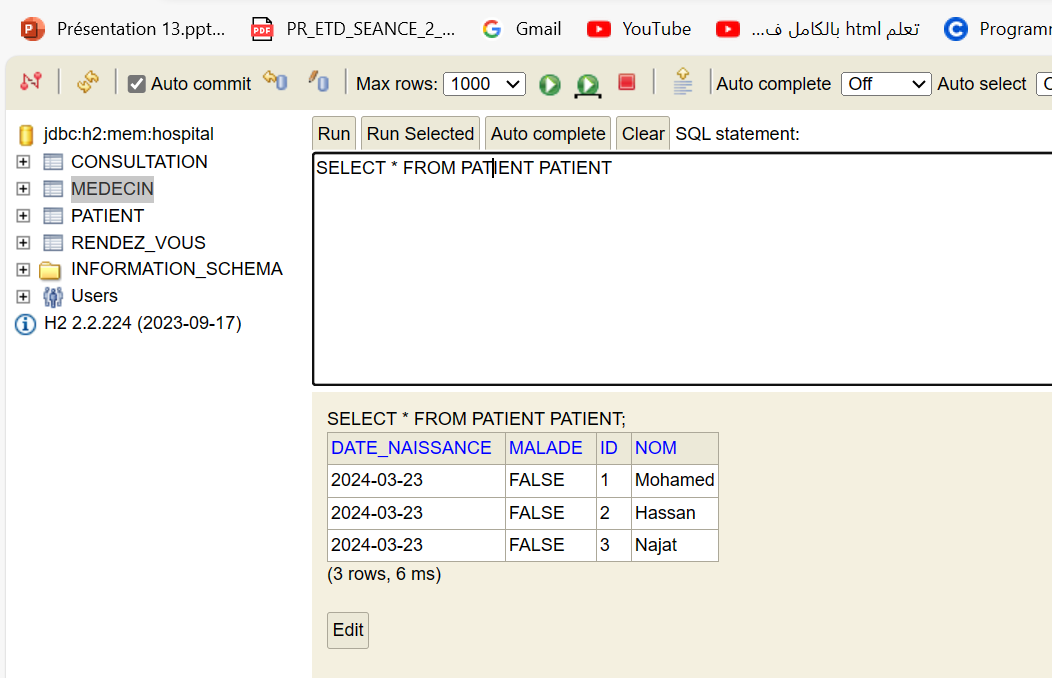 Présentation 13.ppt... PR_ETD_SEANCE_2_... Gmail YouTube تعلم html بالكامل ف... Programm
Auto commit Max rows: 1000 Auto complete Off Auto select
jdbc:h2:mem:hospital
CONSULTATION
MEDECIN
PATIENT
RENDEZ_VOUS
INFORMATION_SCHEMA
Users
H2 2.2.224 (2023-09-17)
Run Run Selected Auto complete Clear SQL statement:
SELECT * FROM PATIENT PATIENT
SELECT * FROM PATIENT PATIENT;
DATE_NAISSANCE MALADE ID NOM
2024-03-23 FALSE 1 Mohamed
2024-03-23 FALSE 2 Hassan
2024-03-23 FALSE 3 Najat
(3 rows, 6 ms)
Edit